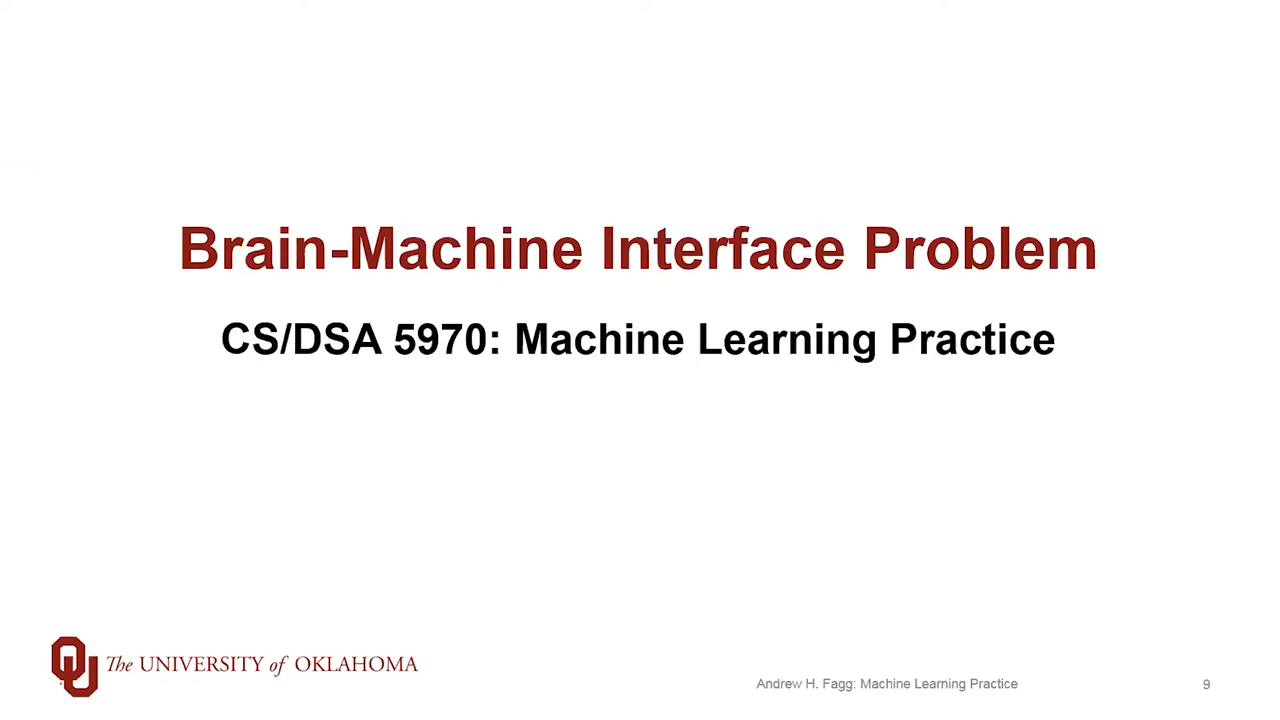 Brain-Machine Interface Problem
CS/DSA 5970: Machine Learning Practice
The UNIVERSITY of OKLAHOMA
Andrew H. Fagg: Machine Learning Practice
9